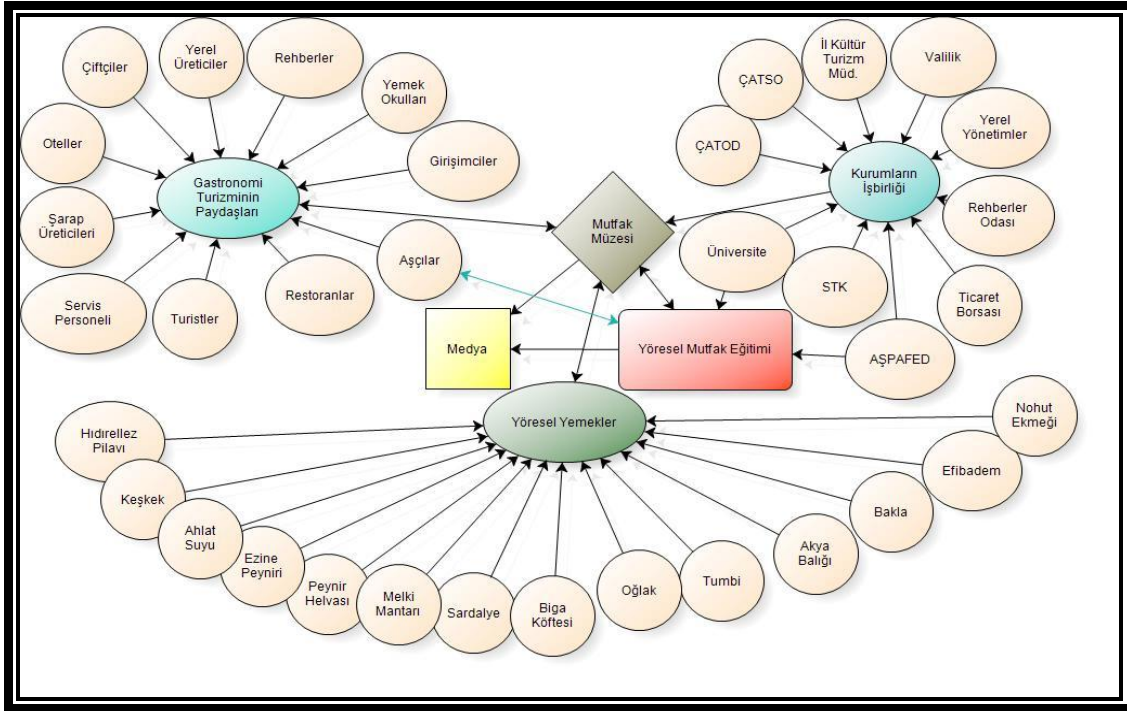 Çiftçiler
Yerel
Üreticiler
Rehberler
Yemek
Okulları
Girişimciler
Oteller
Gastronomi
Turizminin
Paydaşları
Şarap
Üreticileri
Servis
Personeli
Turistler
Restoranlar
Aşçılar
ÇATOD
ÇATSO
İl Kültür
Turizm
Müd.
Valilik
Yerel
Yönetimler
Kurumların
İşbirliği
Rehberler
Odası
Ticaret
Borsası
AŞPAFED
STK
Üniversite
Mutfak
Müzesi
Medya
Yöresel Mutfak Eğitimi
Yöresel Yemekler
Hıdırellez
Pilavı
Keşkek
Ahlat
Suyu
Ezine
Peyniri
Peynir
Helvası
Melki
Mantarı
Sardalye
Biga
Köftesi
Oğlak
Tumbi
Akya
Balığı
Bakla
Efibadem
Nohut
Ekmeği